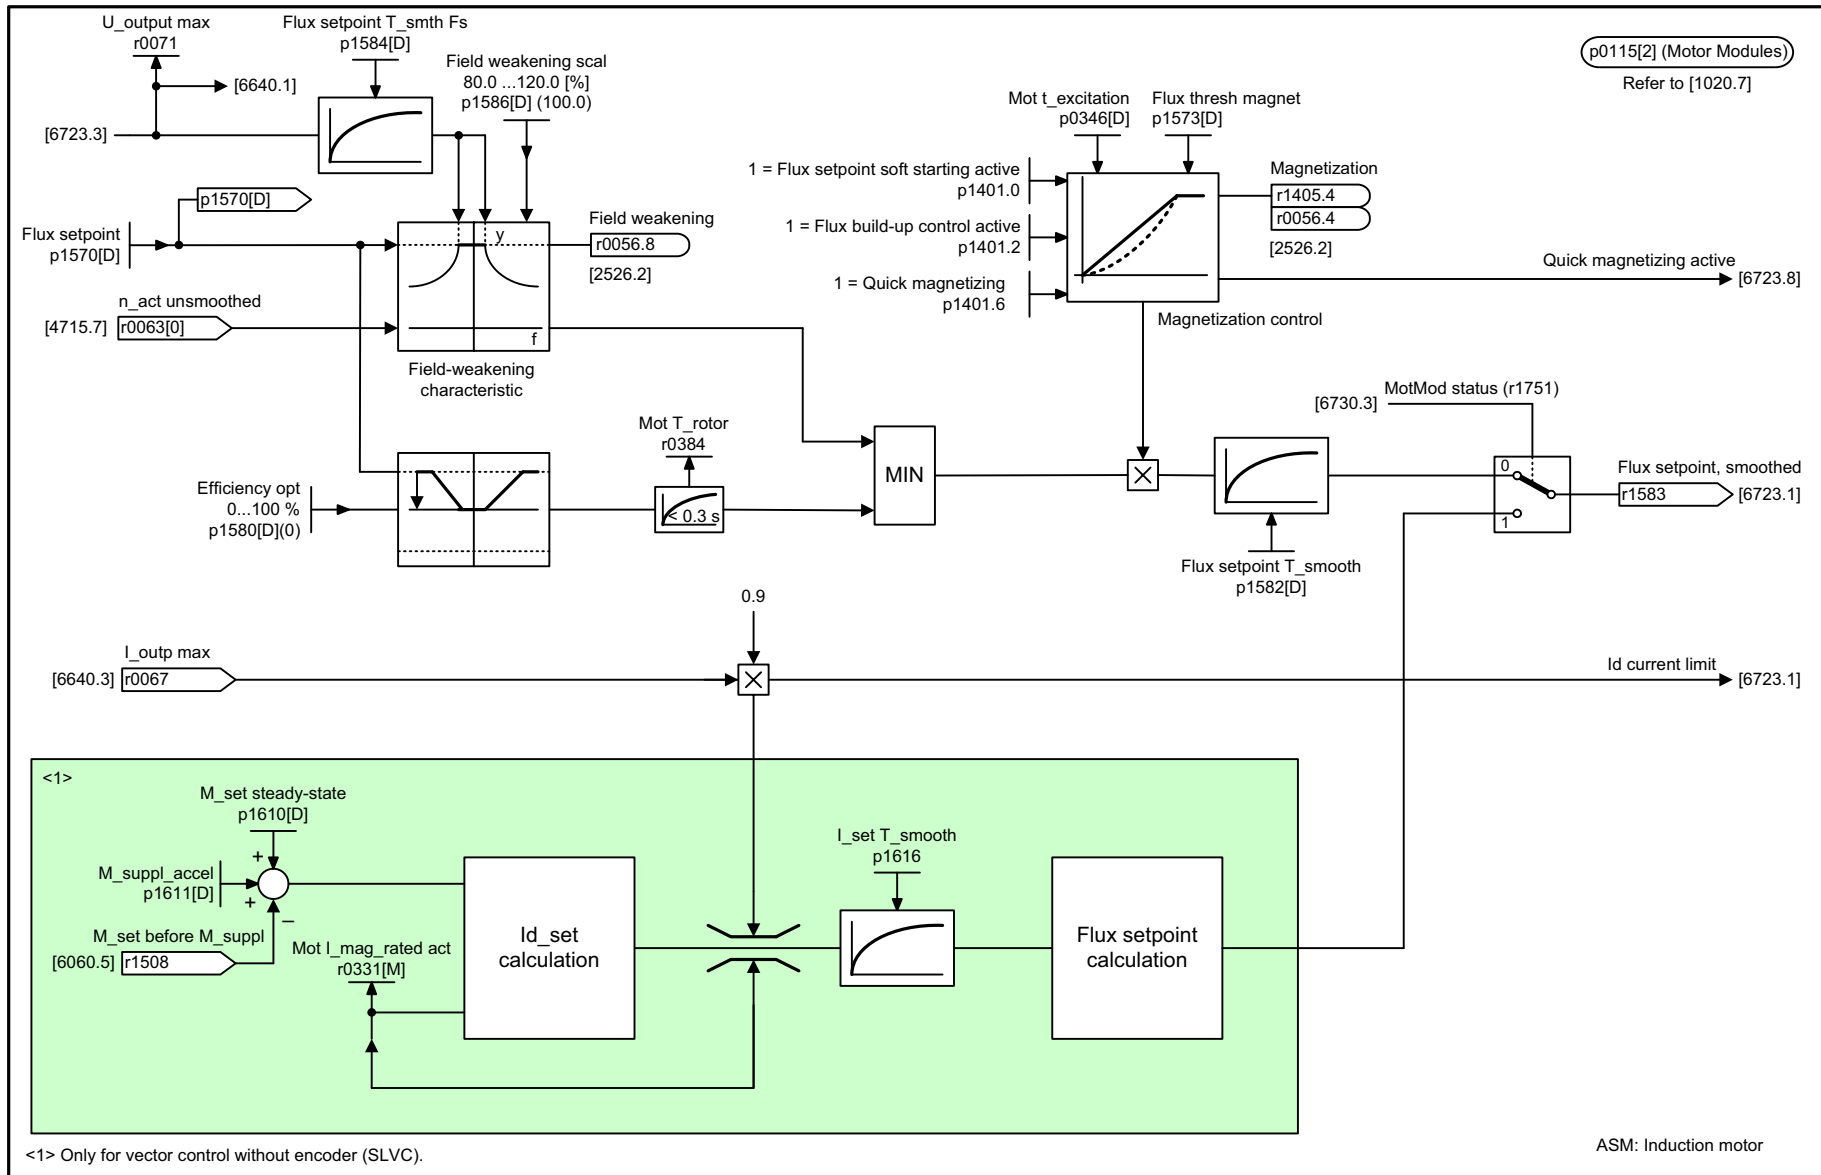 U_output max
r0071
[6640.1]
[6723.3]
Flux setpoint T_smth Fs
p1584[D]
Field weakening scal
80.0 ...120.0 [%]
p1586[D] (100.0)
p0115[2] (Motor Modules)
Refer to [1020.7]
Mot t_excitation
p0346[D]
Flux thresh magnet
p1573[D]
1 = Flux setpoint soft starting active
p1401.0
1 = Flux build-up control active
p1401.2
1 = Quick magnetizing
p1401.6
Magnetization
r1405.4
r0056.4
[2526.2]
Quick magnetizing active
[6723.8]
Magnetization control
p1570[D]
Flux setpoint
p1570[D]
y
f
Field weakening
r0056.8
[2526.2]
n_act unsmoothed
[4715.7]
r0063[0]
Field-weakening
characteristic
Mot T_rotor
r0384
< 0.3 s
Efficiency opt
0...100 %
p1580[D](0)
MIN
Flux setpoint T_smooth
p1582[D]
MotMod status (r1751)
[6730.3]
0
1
Flux setpoint, smoothed
r1583
[6723.1]
0.9
I_outp max
[6640.3]
r0067
Id current limit
[6723.1]
<1>
M_set steady-state
p1610[D]
+
M_suppl_accel
p1611[D]
+
–
M_set before M_suppl
[6060.5]
r1508
Mot I_mag_rated act
r0331[M]
Id_set
calculation
I_set T_smooth
p1616
Flux setpoint
calculation
<1> Only for vector control without encoder (SLVC).
ASM: Induction motor